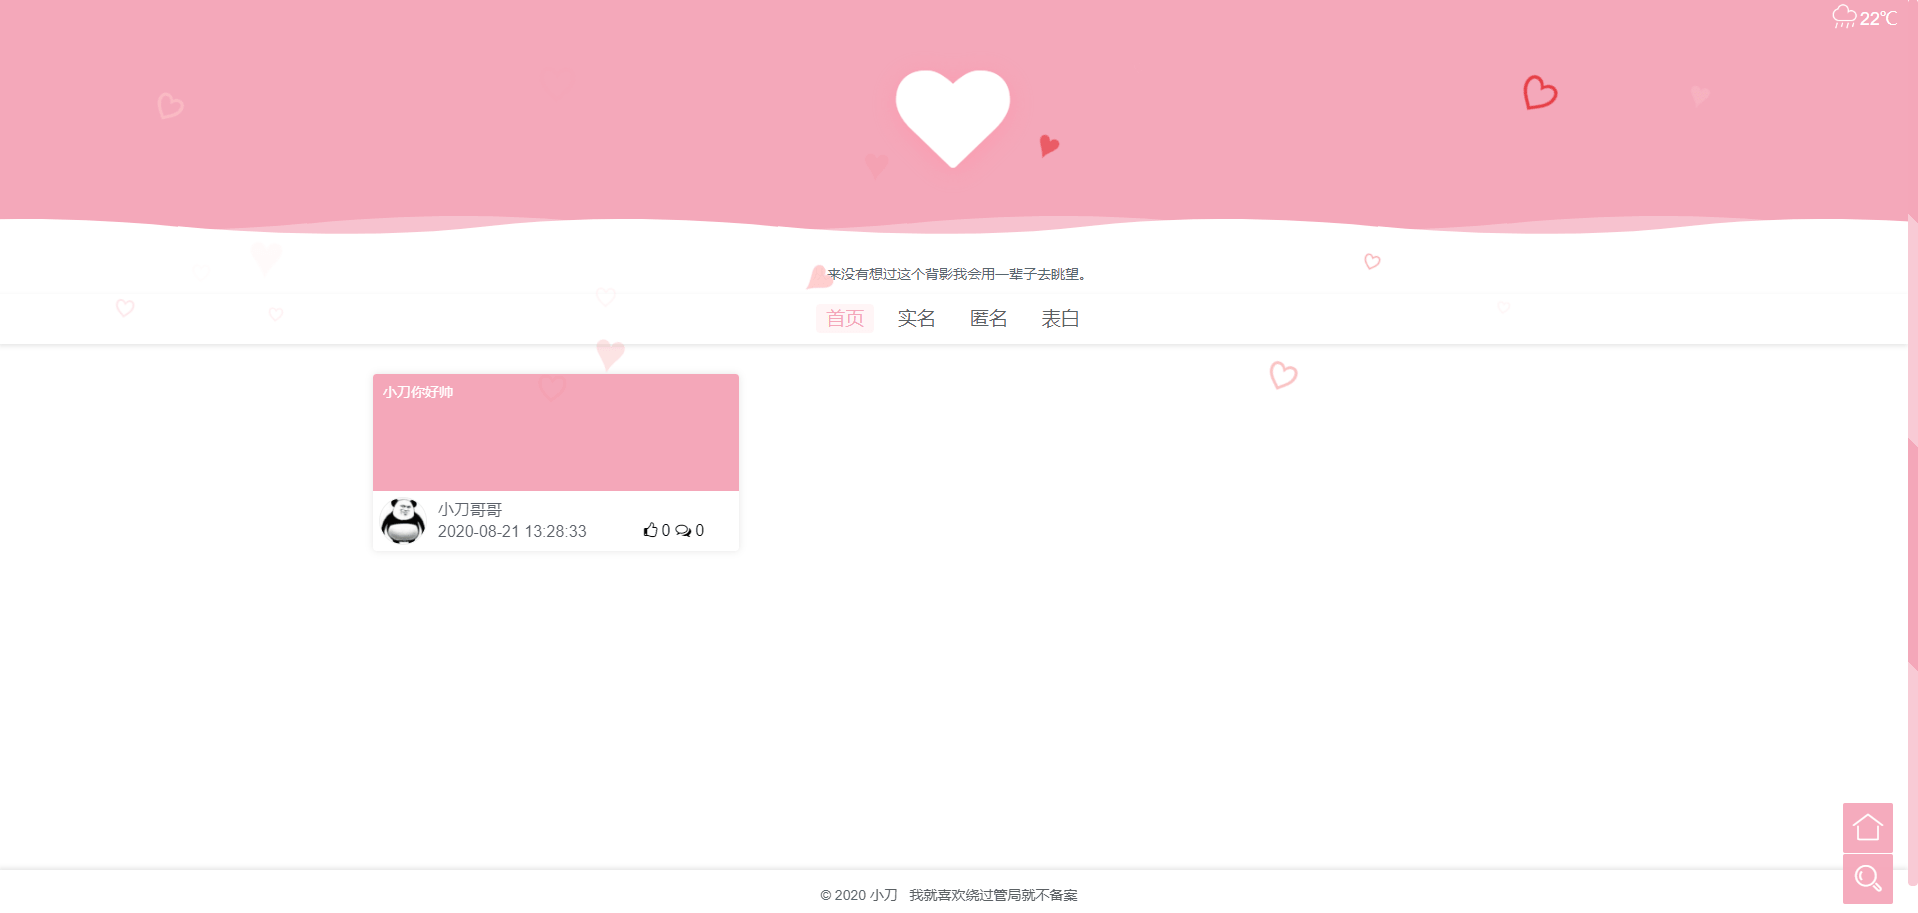 22℃
来没有想过这个背影我会用一辈子去眺望。
首页 实名 匿名 表白
小刀你好帅
小刀哥哥
2020-08-21 13:28:33 0 0
© 2020 小刀 我就喜欢绕过管局就不备案